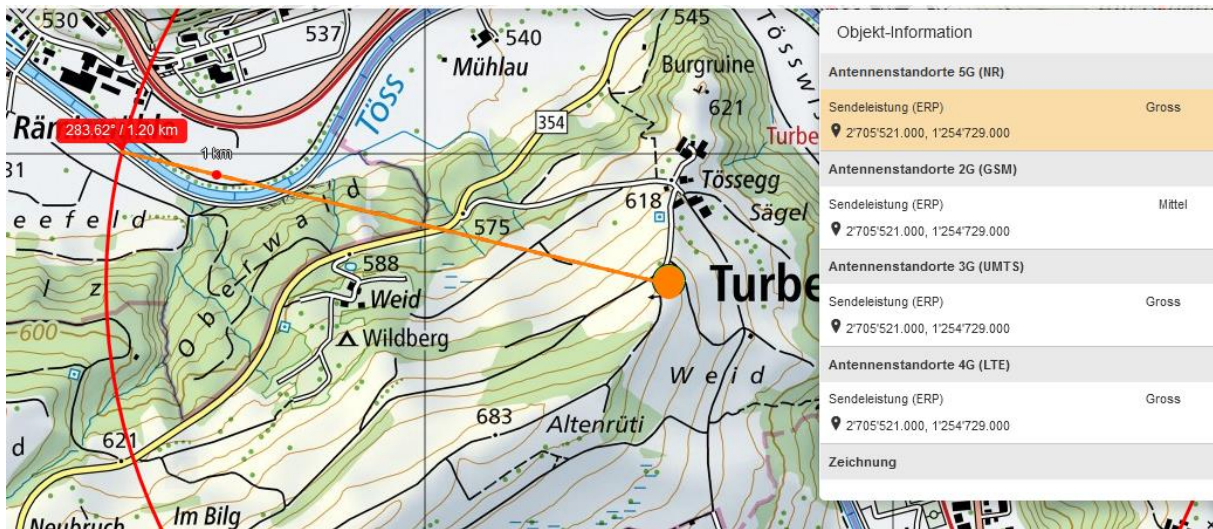 530
537
540
Mühlau
545
Burgruine
621
Töss
354
Turbe
283.62° / 1.20 km
1 km
31
Tössegg
618
Sägel
eefeld
575
Oberwald
588
Weid
Turbe
l z
600
Wildberg
Weid
683
Altenrüti
d
621
Neubruch
Im Bilg
Objekt-Information
Antennenstandorte 5G (NR)
Sendeleistung (ERP) Gross
2'705'521.000, 1'254'729.000
Antennenstandorte 2G (GSM)
Sendeleistung (ERP) Mittel
2'705'521.000, 1'254'729.000
Antennenstandorte 3G (UMTS)
Sendeleistung (ERP) Gross
2'705'521.000, 1'254'729.000
Antennenstandorte 4G (LTE)
Sendeleistung (ERP) Gross
2'705'521.000, 1'254'729.000
Zeichnung